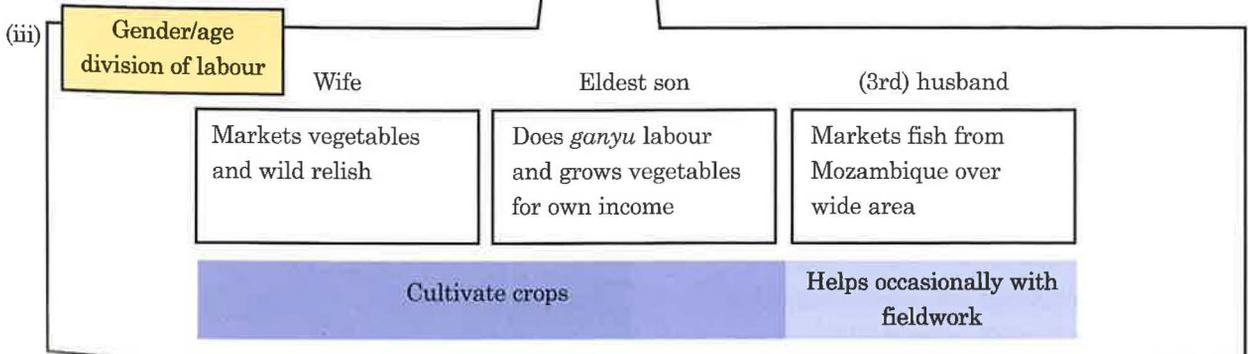 (iii)
Gender/age
division of labour
Wife
Eldest son
(3rd) husband
Markets vegetables
and wild relish
Does ganyu labour
and grows vegetables
for own income
Markets fish from
Mozambique over
wide area
Cultivate crops
Helps occasionally with
fieldwork